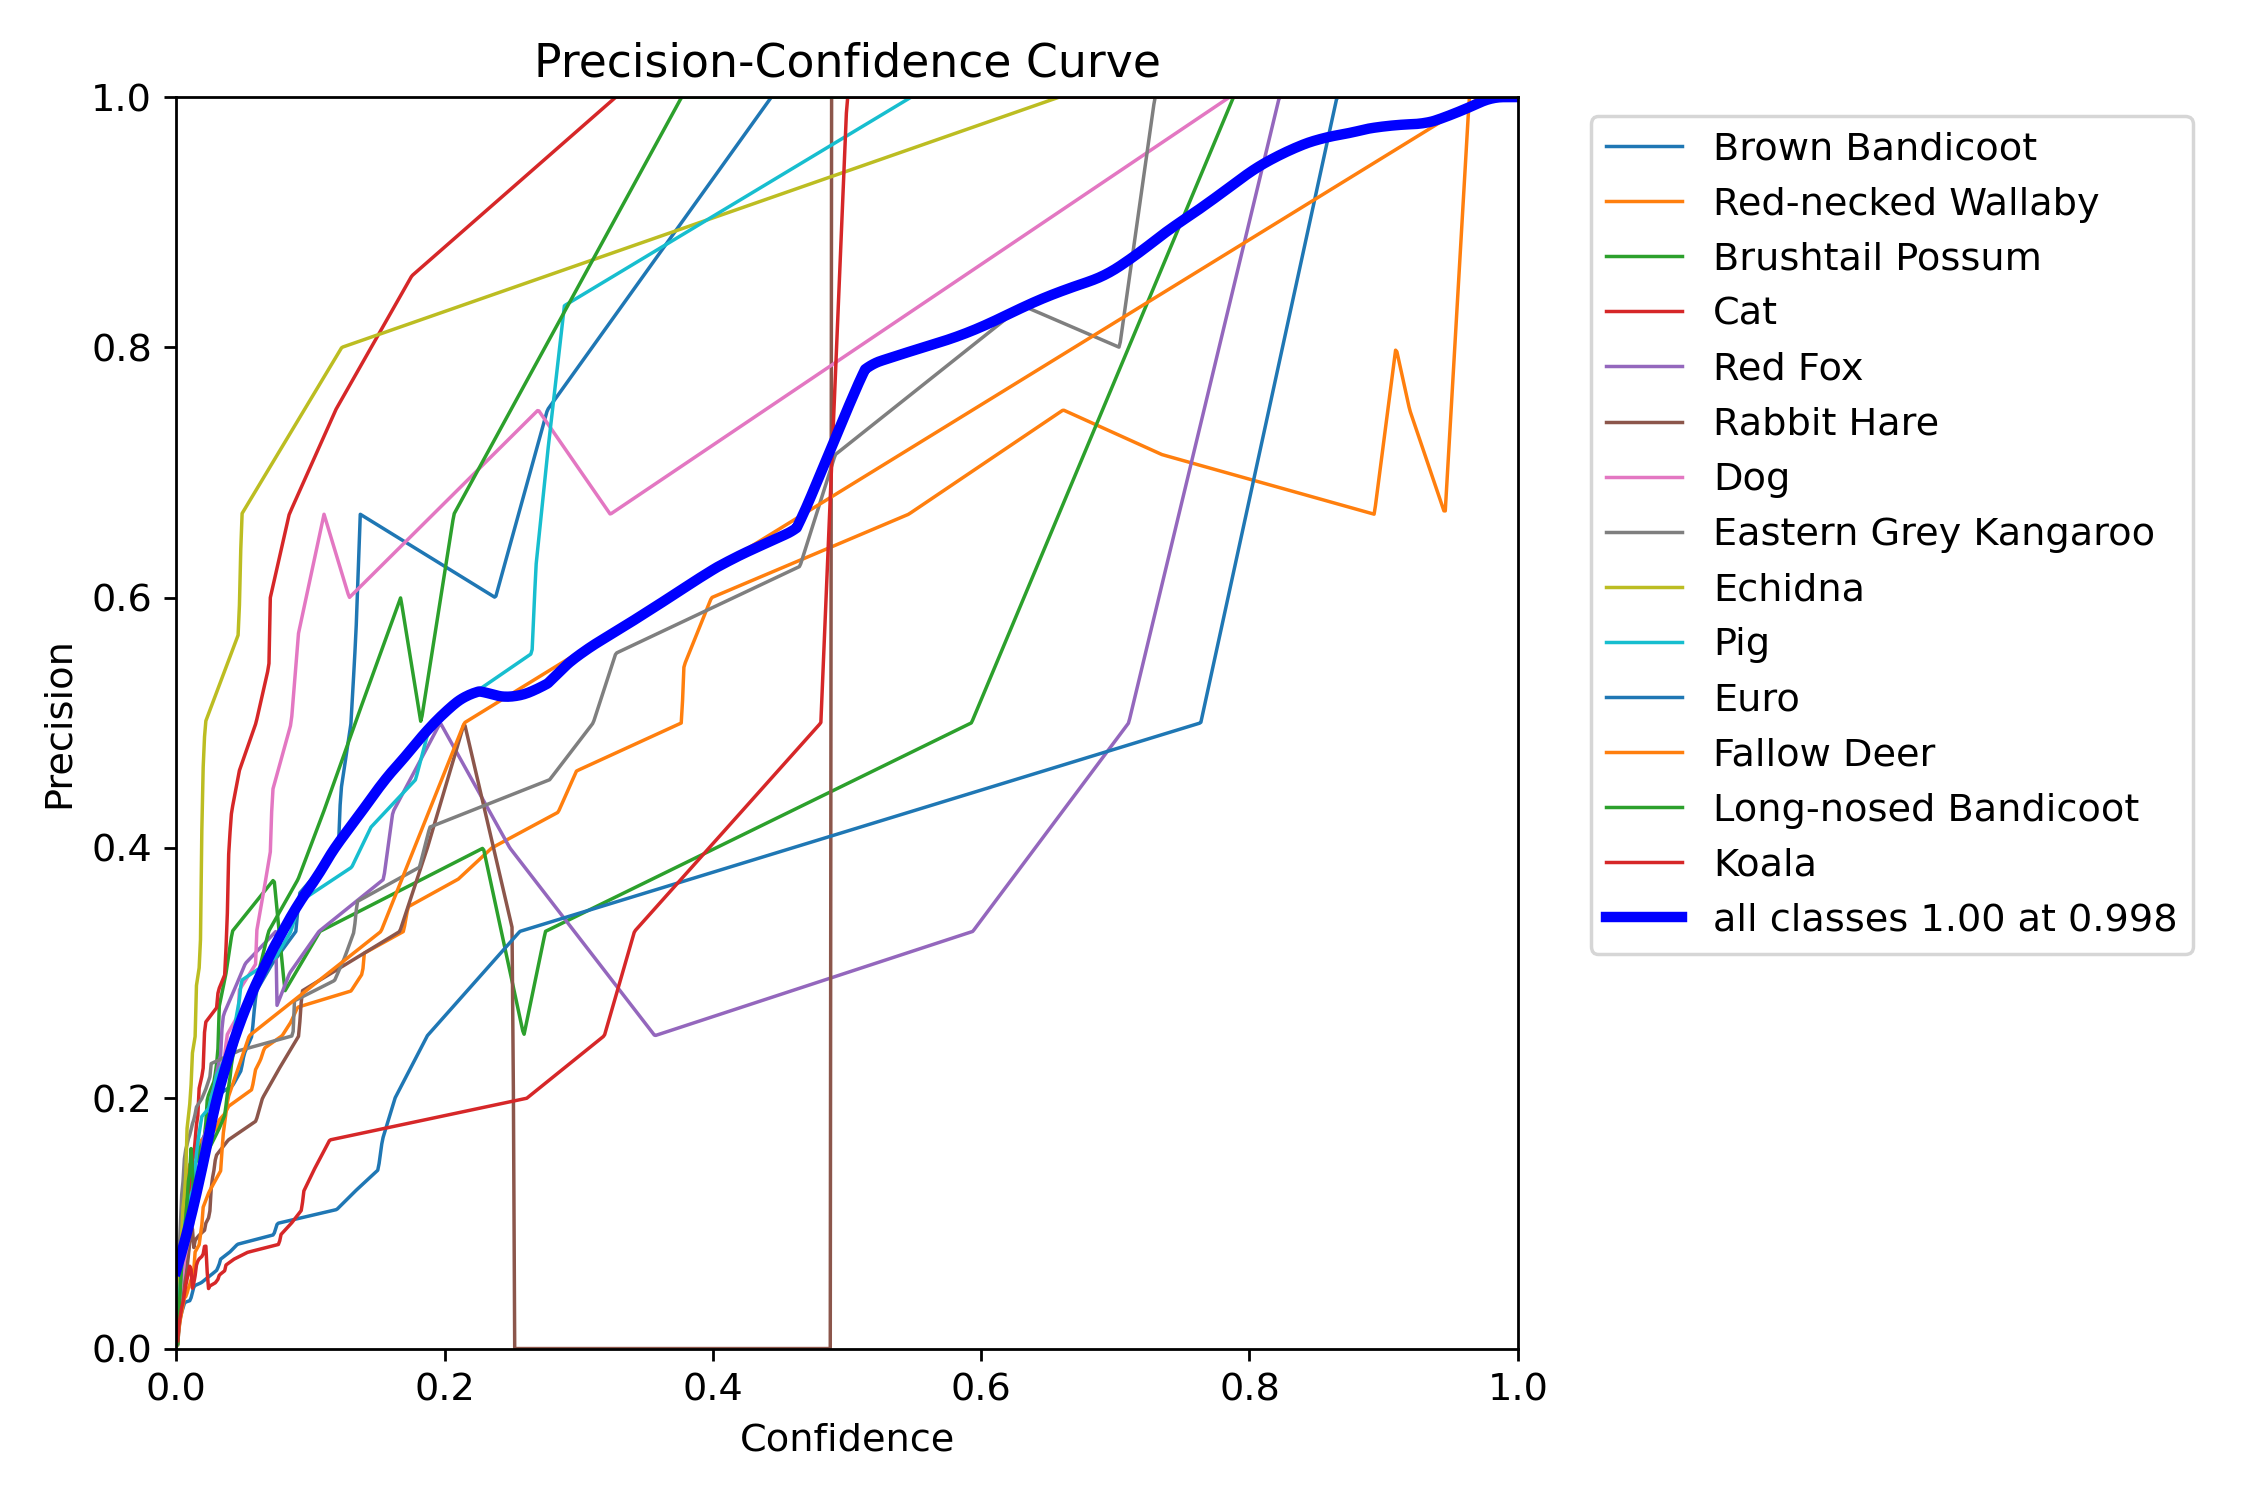 Precision-Confidence Curve
1.0
0.8
0.6
0.4
0.2
0.0
Precision
0.0 0.2 0.4 0.6 0.8 1.0
Confidence
Brown Bandicoot
Red-necked Wallaby
Brushtail Possum
Cat
Red Fox
Rabbit Hare
Dog
Eastern Grey Kangaroo
Echidna
Pig
Euro
Fallow Deer
Long-nosed Bandicoot
Koala
all classes 1.00 at 0.998